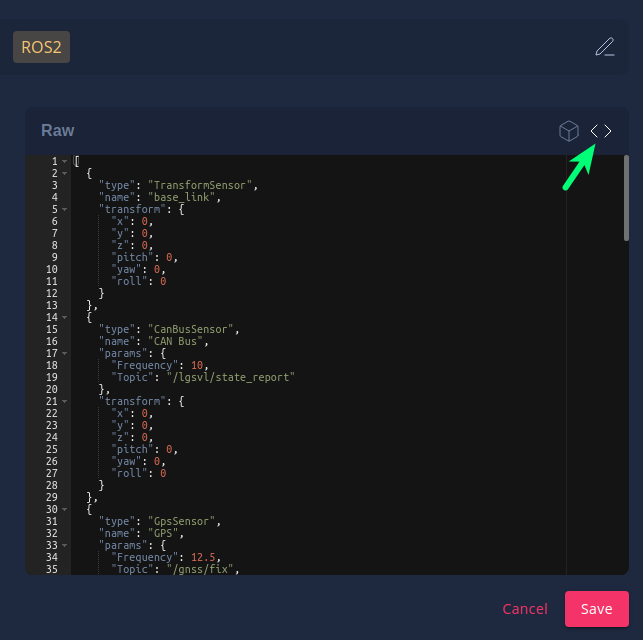 ROS2
Raw
1 [
2 {
3 "type": "TransformSensor",
4 "name": "base_link",
5 "transform": {
6 "x": 0,
7 "y": 0,
8 "z": 0,
9 "pitch": 0,
10 "yaw": 0,
11 "roll": 0
12 }
13 },
14 {
15 "type": "CanBusSensor",
16 "name": "CAN Bus",
17 "params": {
18 "Frequency": 10,
19 "Topic": "/lgsvl/state_report"
20 },
21 "transform": {
22 "x": 0,
23 "y": 0,
24 "z": 0,
25 "pitch": 0,
26 "yaw": 0,
27 "roll": 0
28 }
29 },
30 {
31 "type": "GpsSensor",
32 "name": "GPS",
33 "params": {
34 "Frequency": 12.5,
35 "Topic": "/gnss/fix",
Cancel Save